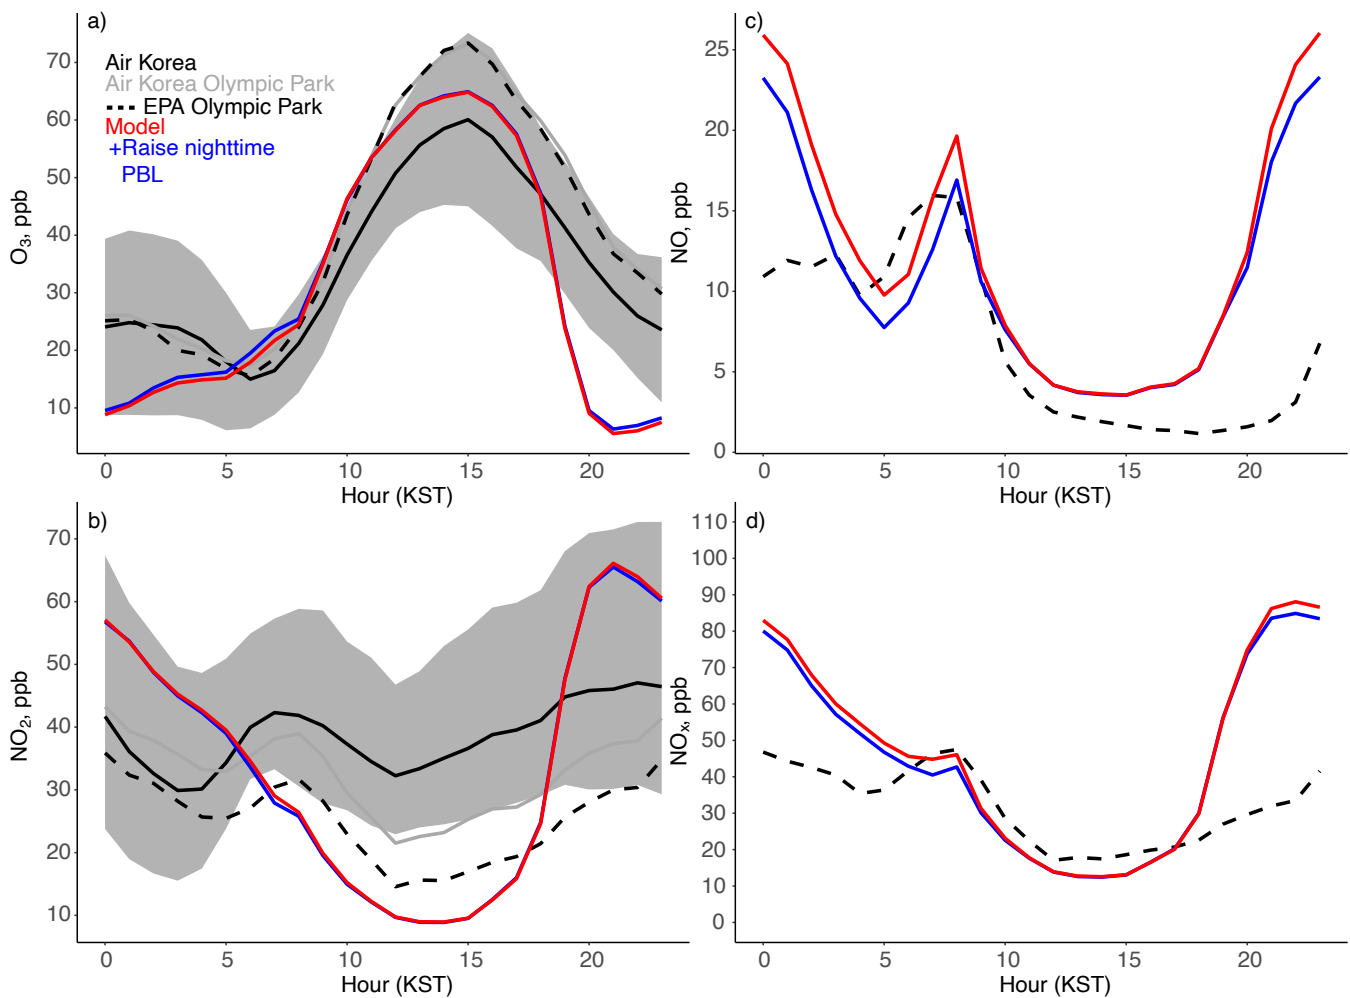 a)
70
60
50
40
30
20
10
O3, ppb
Air Korea
Air Korea Olympic Park
EPA Olympic Park
Model
+Raise nighttime
PBL
0 5 10 15 20
Hour (KST)
c)
25
20
15
10
5
0
NO, ppb
0 5 10 15 20
Hour (KST)
b)
70
60
50
40
30
20
10
NO2, ppb
0 5 10 15 20
Hour (KST)
d)
110
100
90
80
70
60
50
40
30
20
10
0
NOx, ppb
0 5 10 15 20
Hour (KST)